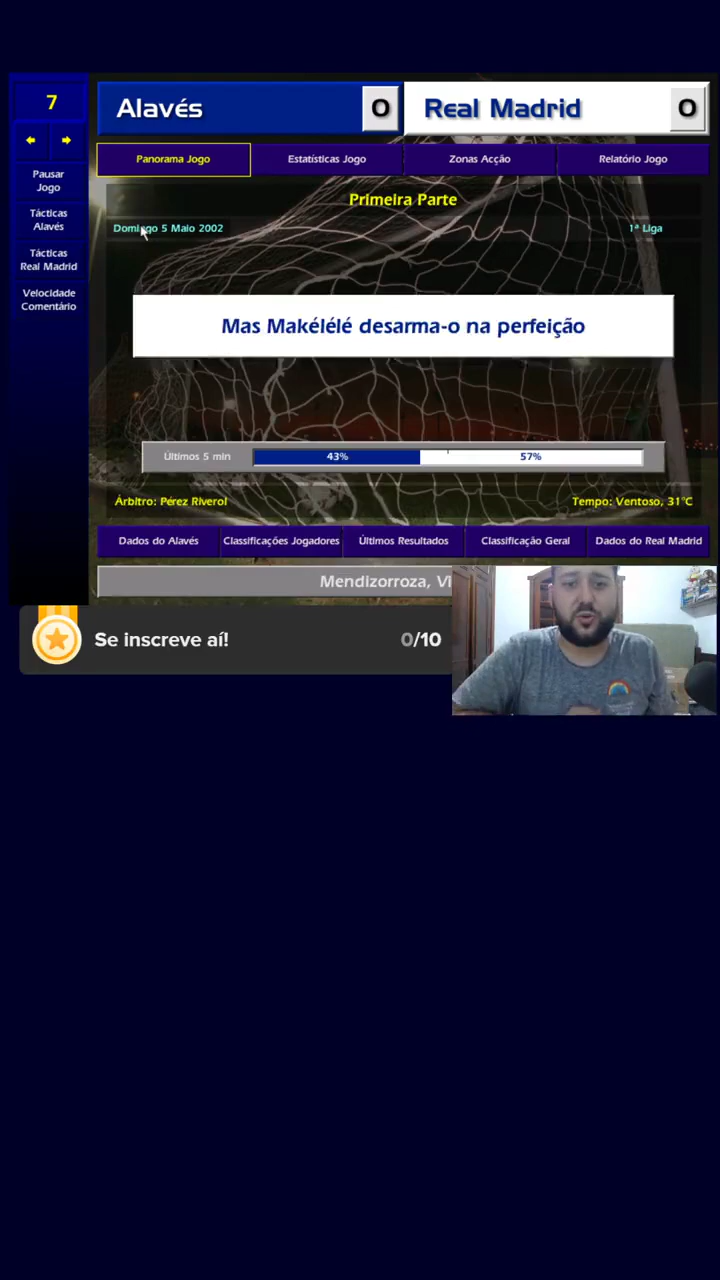 7
Alavés 0 Real Madrid 0
Panorama Jogo Estatísticas Jogo Zonas Acção Relatório Jogo
Pausar
Jogo
Tácticas
Alavés
Tácticas
Real Madrid
Velocidade
Comentário
Primeira Parte
Domingo 5 Maio 2002 1ª Liga
Mas Makélélé desarma-o na perfeição
Últimos 5 min 43% 57%
Árbitro: Pérez Riverol Tempo: Ventoso, 31°C
Dados do Alavés Classificações Jogadores Últimos Resultados Classificação Geral Dados do Real Madrid
Mendizorroza, Vi
Se inscreve aí! 0/10